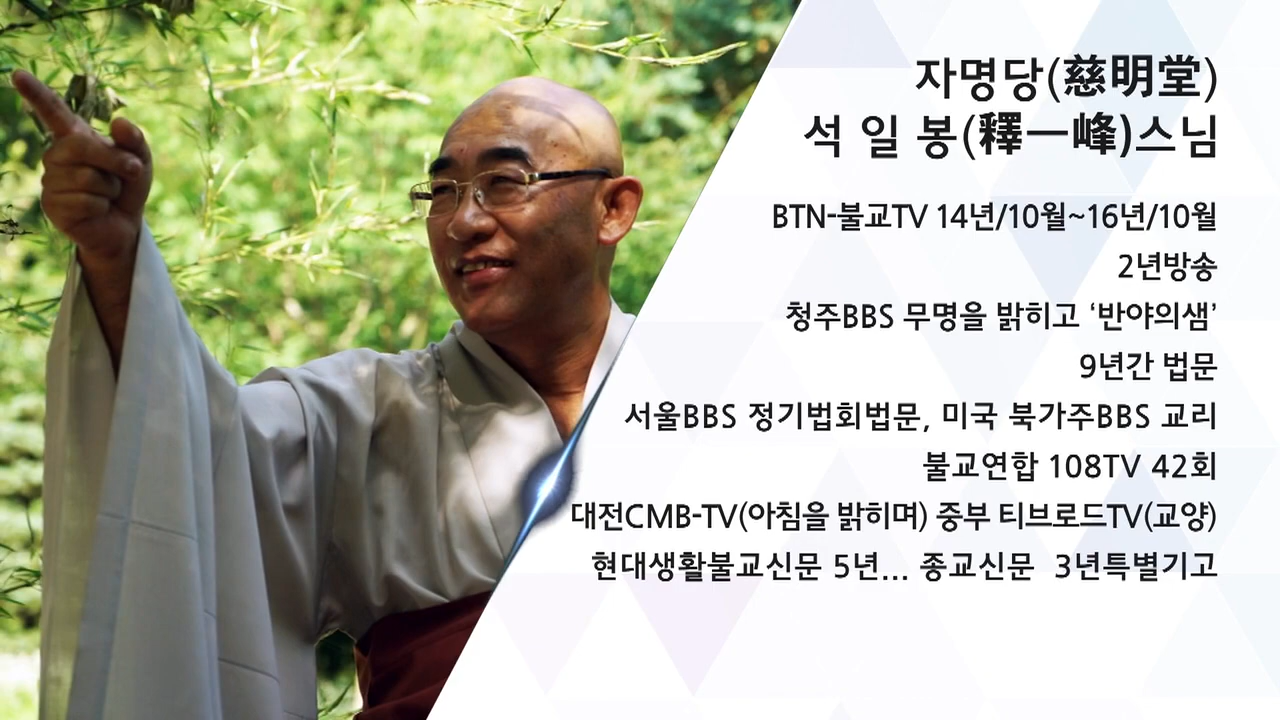 자명당(慈明堂)
석 일 봉(釋一峰)스님
BTN-불교TV 14년/10월~16년/10월
2년방송
청주BBS 무명을 밝히고 ‘반야의샘’
9년간 법문
서울BBS 정기법회법문, 미국 북가주BBS 교리
불교연합 108TV 42회
대전CMB-TV(아침을 밝히며) 중부 티브로드TV(교양)
현대생활불교신문 5년... 종교신문  3년특별기고